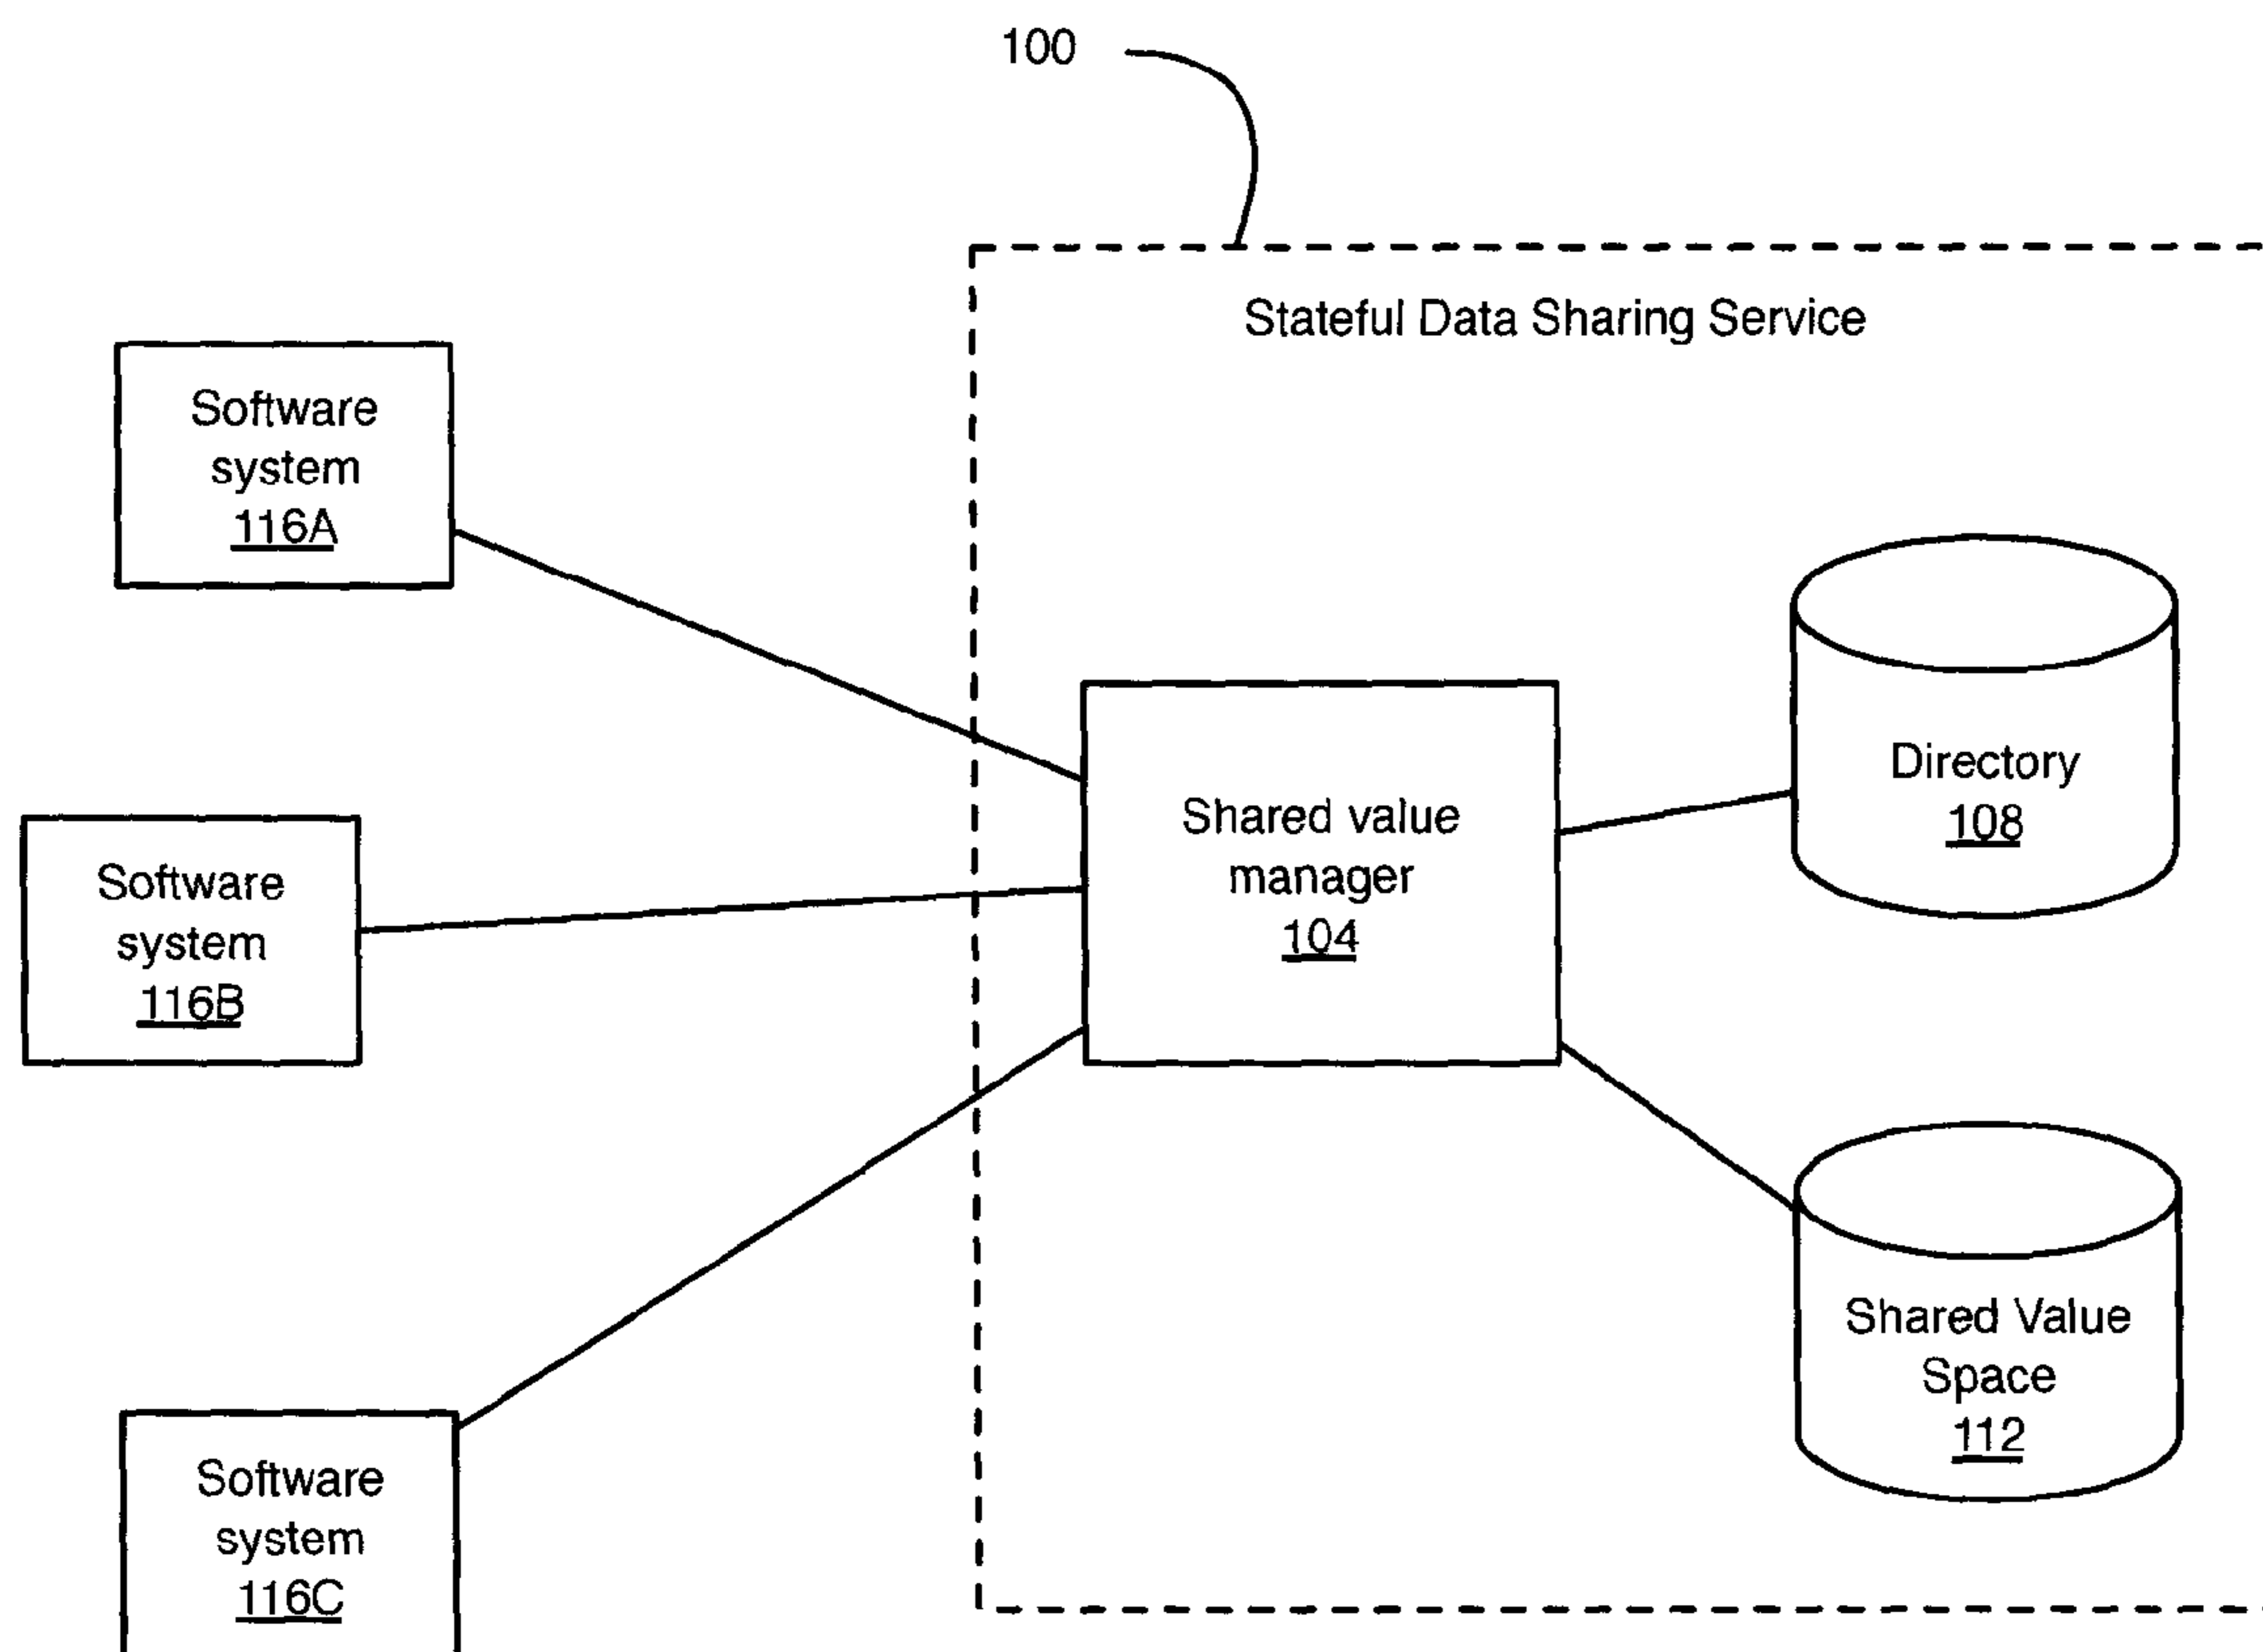 100
Stateful Data Sharing Service
Software
system
116A
Software
system
116B
Software
system
116C
Shared value
manager
104
Directory
108
Shared Value
Space
112